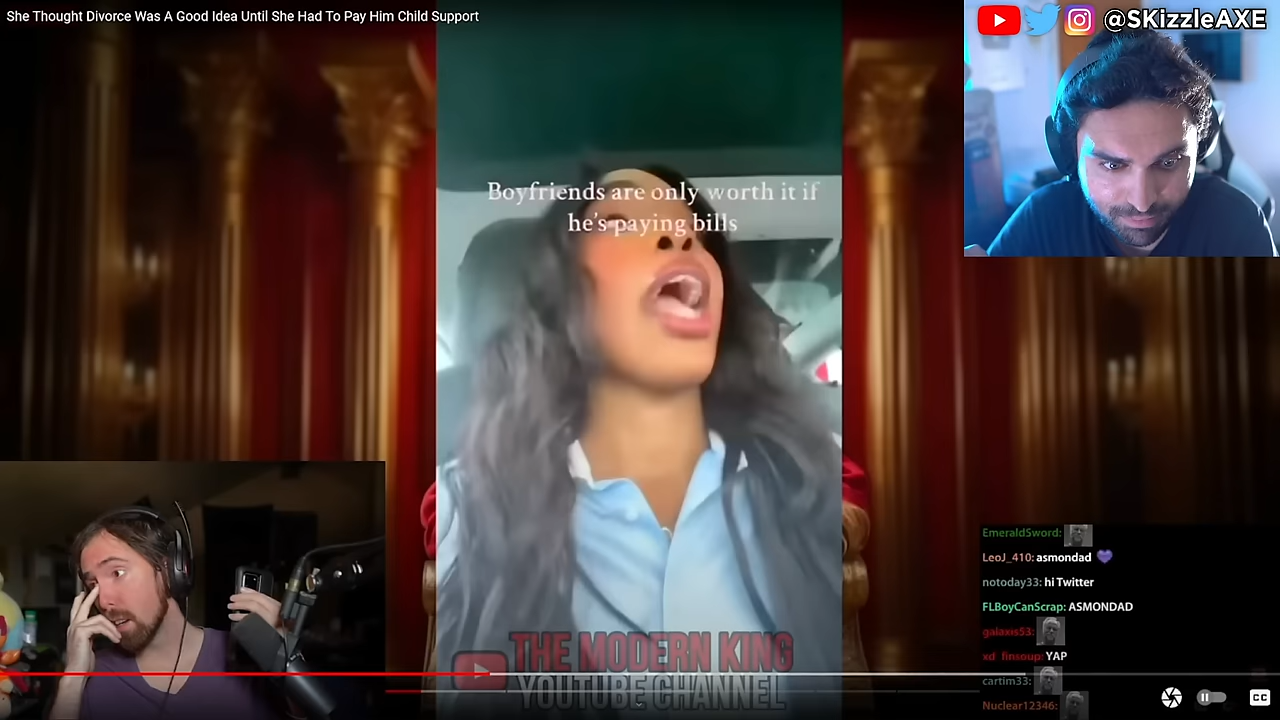 She Thought Divorce Was A Good Idea Until She Had To Pay Him Child Support
@SKizzleAXE
Boyfriends are only worth it if
he's paying bills
EmeraldSword:
LeoJ_410: asmondad
notoday33: hi Twitter
FLBoyCanScrap: ASMONDAD
galaxis53:
xd_finsoup: YAP
cartim33:
Nuclear12346:
THE MODERN KING
YOUTUBE CHANNEL
CC